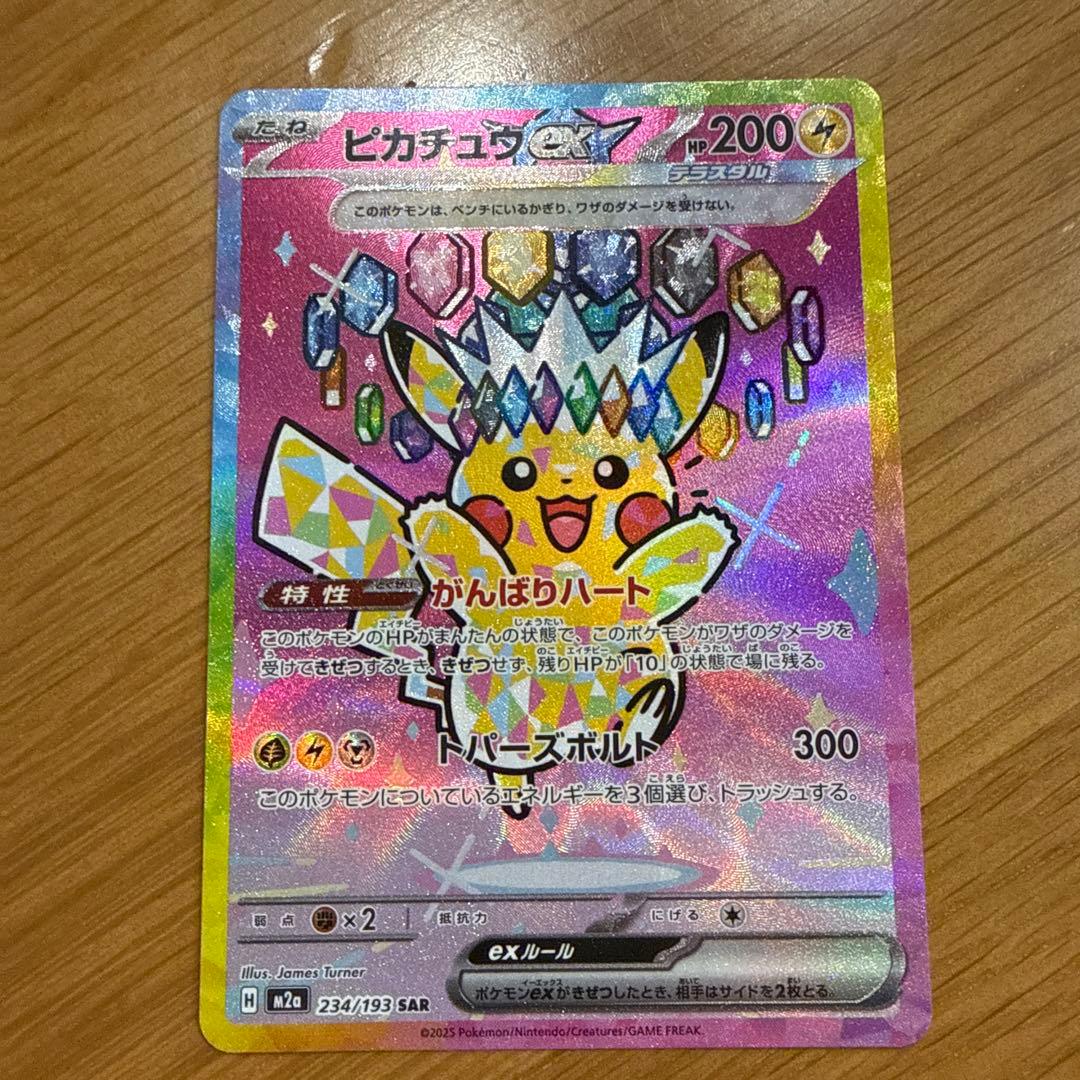 たね ピカチュウex HP200
テラスタル
このポケモンは、ベンチにいるかぎり、ワザのダメージを受けない。
特性 とくせい がんばりハート
このポケモンのHPがまんたんの状態で、このポケモンがワザのダメージを
受けてきぜつするとき、きぜつせず、残りHPが「10」の状態で場に残る。
トパーズボルト 300
このポケモンについているエネルギーを3個選び、トラッシュする。
弱点 ×2 抵抗力 にげる
exルール
ポケモンexがきぜつしたとき、相手はサイドを2枚とる。
Illus. James Turner
H m2a 234/193 SAR
©2025 Pokémon/Nintendo/Creatures/GAME FREAK.